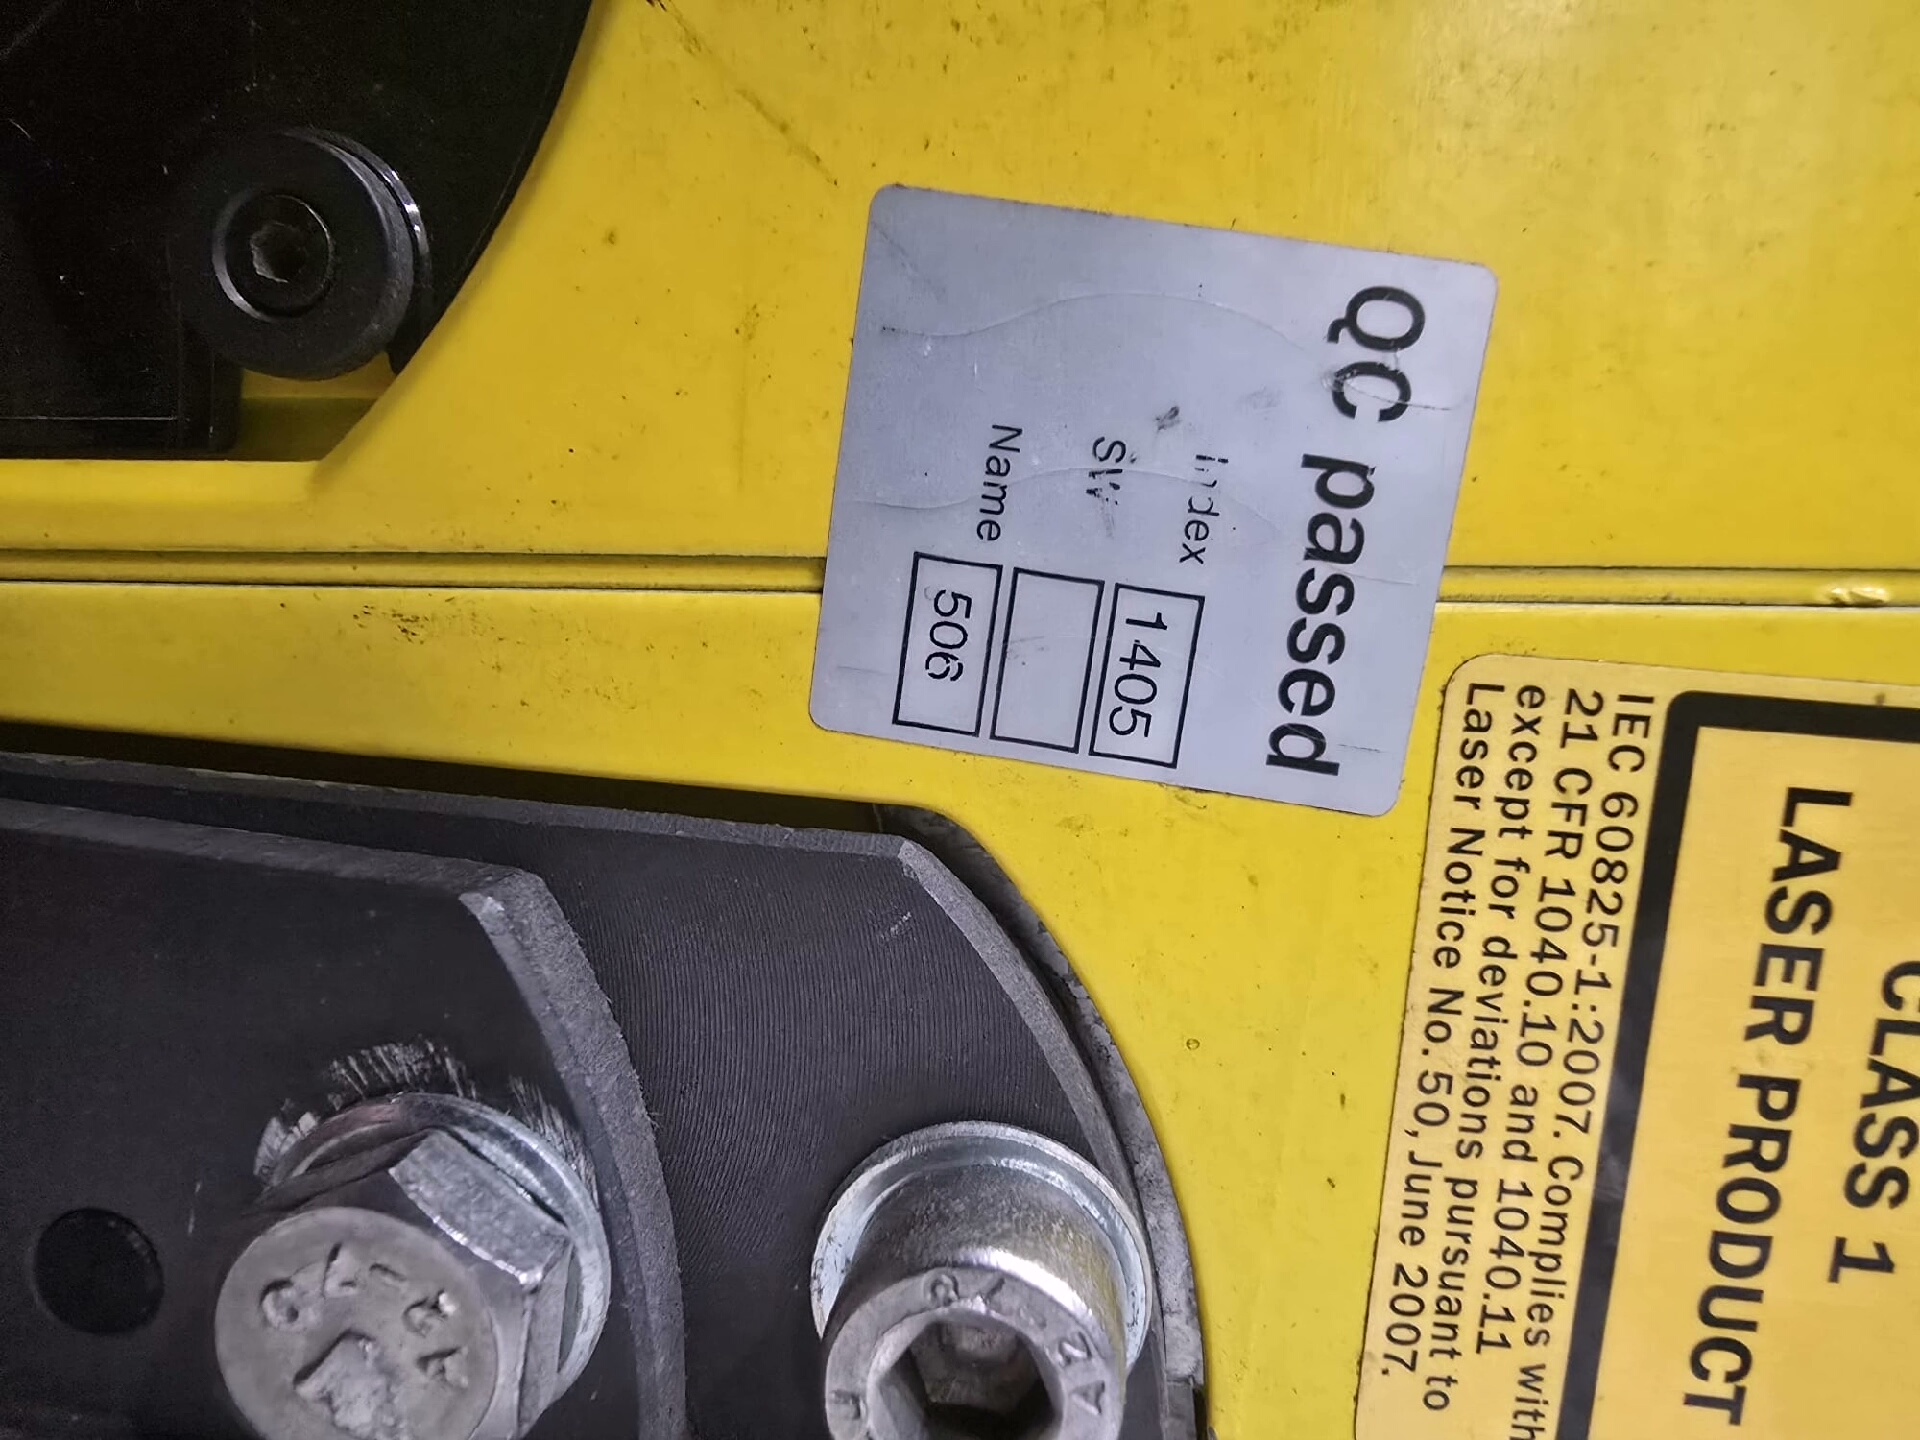 QC passed
Index 1405
SW
Name 506
CLASS 1
LASER PRODUCT
IEC 60825-1:2007. Complies with
21 CFR 1040.10 and 1040.11
except for deviations pursuant to
Laser Notice No. 50, June 2007.